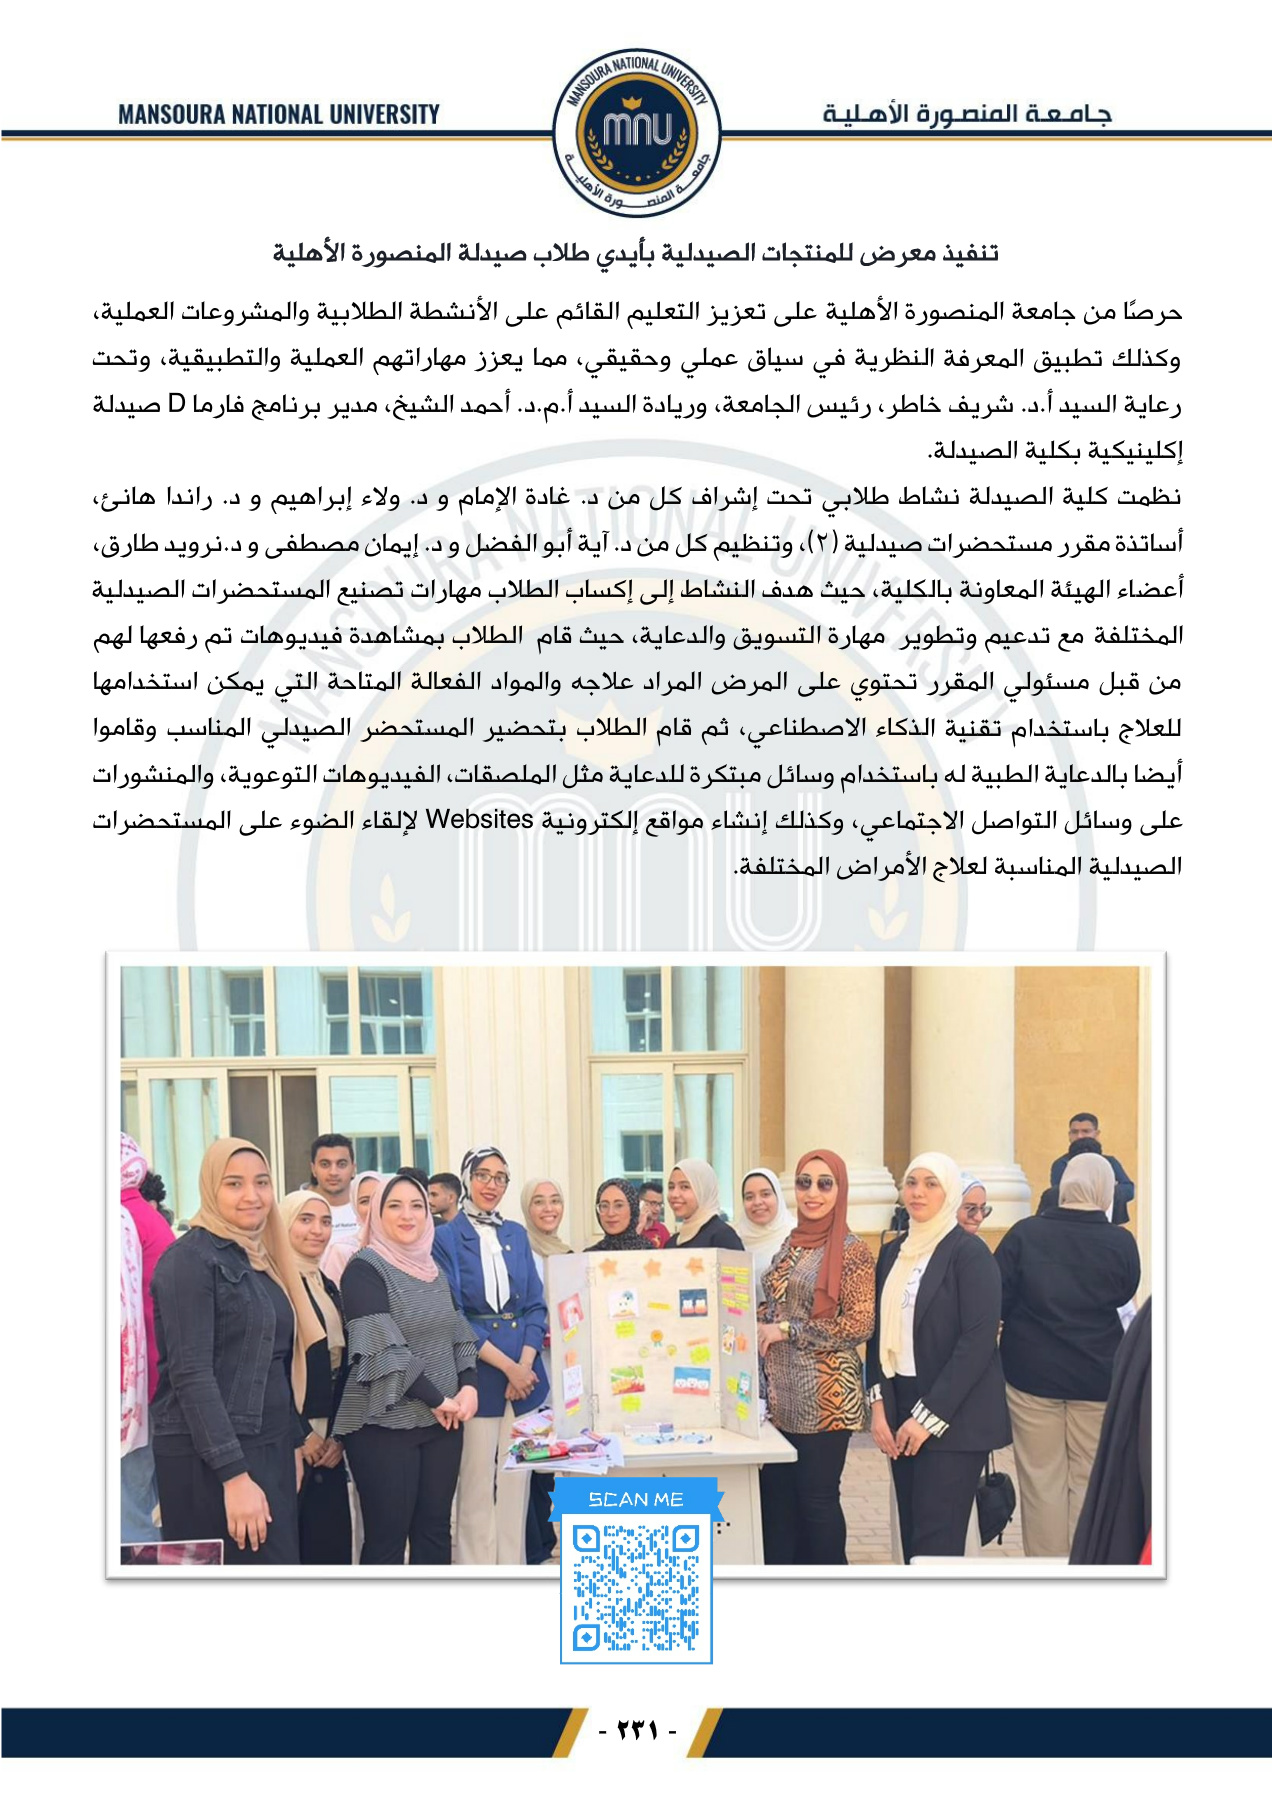 MANSOURA NATIONAL UNIVERSITY
جامعة المنصورة الأهلية
MANSOURA NATIONAL UNIVERSITY
mnu
جامعة المنصورة الأهلية
تنفيذ معرض للمنتجات الصيدلية بأيدي طلاب صيدلة المنصورة الأهلية
حرصًا من جامعة المنصورة الأهلية على تعزيز التعليم القائم على الأنشطة الطلابية والمشروعات العملية،
وكذلك تطبيق المعرفة النظرية في سياق عملي وحقيقي، مما يعزز مهاراتهم العملية والتطبيقية، وتحت
رعاية السيد أ.د. شريف خاطر، رئيس الجامعة، وريادة السيد أ.م.د. أحمد الشيخ، مدير برنامج فارما D صيدلة
إكلينيكية بكلية الصيدلة.
نظمت كلية الصيدلة نشاط طلابي تحت إشراف كل من د. غادة الإمام و د. ولاء إبراهيم و د. راندا هانئ،
أساتذة مقرر مستحضرات صيدلية (٢)، وتنظيم كل من د. آية أبو الفضل و د. إيمان مصطفى و د.نرويد طارق،
أعضاء الهيئة المعاونة بالكلية، حيث هدف النشاط إلى إكساب الطلاب مهارات تصنيع المستحضرات الصيدلية
المختلفة مع تدعيم وتطوير مهارة التسويق والدعاية، حيث قام الطلاب بمشاهدة فيديوهات تم رفعها لهم
من قبل مسئولي المقرر تحتوي على المرض المراد علاجه والمواد الفعالة المتاحة التي يمكن استخدامها
للعلاج باستخدام تقنية الذكاء الاصطناعي، ثم قام الطلاب بتحضير المستحضر الصيدلي المناسب وقاموا
أيضا بالدعاية الطبية له باستخدام وسائل مبتكرة للدعاية مثل الملصقات، الفيديوهات التوعوية، والمنشورات
على وسائل التواصل الاجتماعي، وكذلك إنشاء مواقع إلكترونية Websites لإلقاء الضوء على المستحضرات
الصيدلية المناسبة لعلاج الأمراض المختلفة.
MANSOURA NATIONAL UNIVERSITY
mnu
SCAN ME
- ٢٣١ -